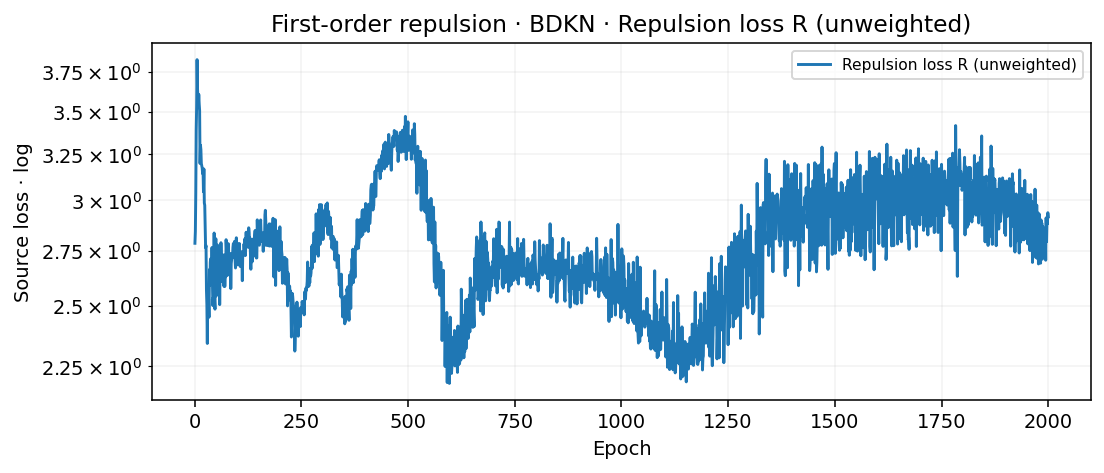 First-order repulsion · BDKN · Repulsion loss R (unweighted)
Repulsion loss R (unweighted)
Source loss · log
3.75 × 10⁰
3.5 × 10⁰
3.25 × 10⁰
3 × 10⁰
2.75 × 10⁰
2.5 × 10⁰
2.25 × 10⁰
0 250 500 750 1000 1250 1500 1750 2000
Epoch